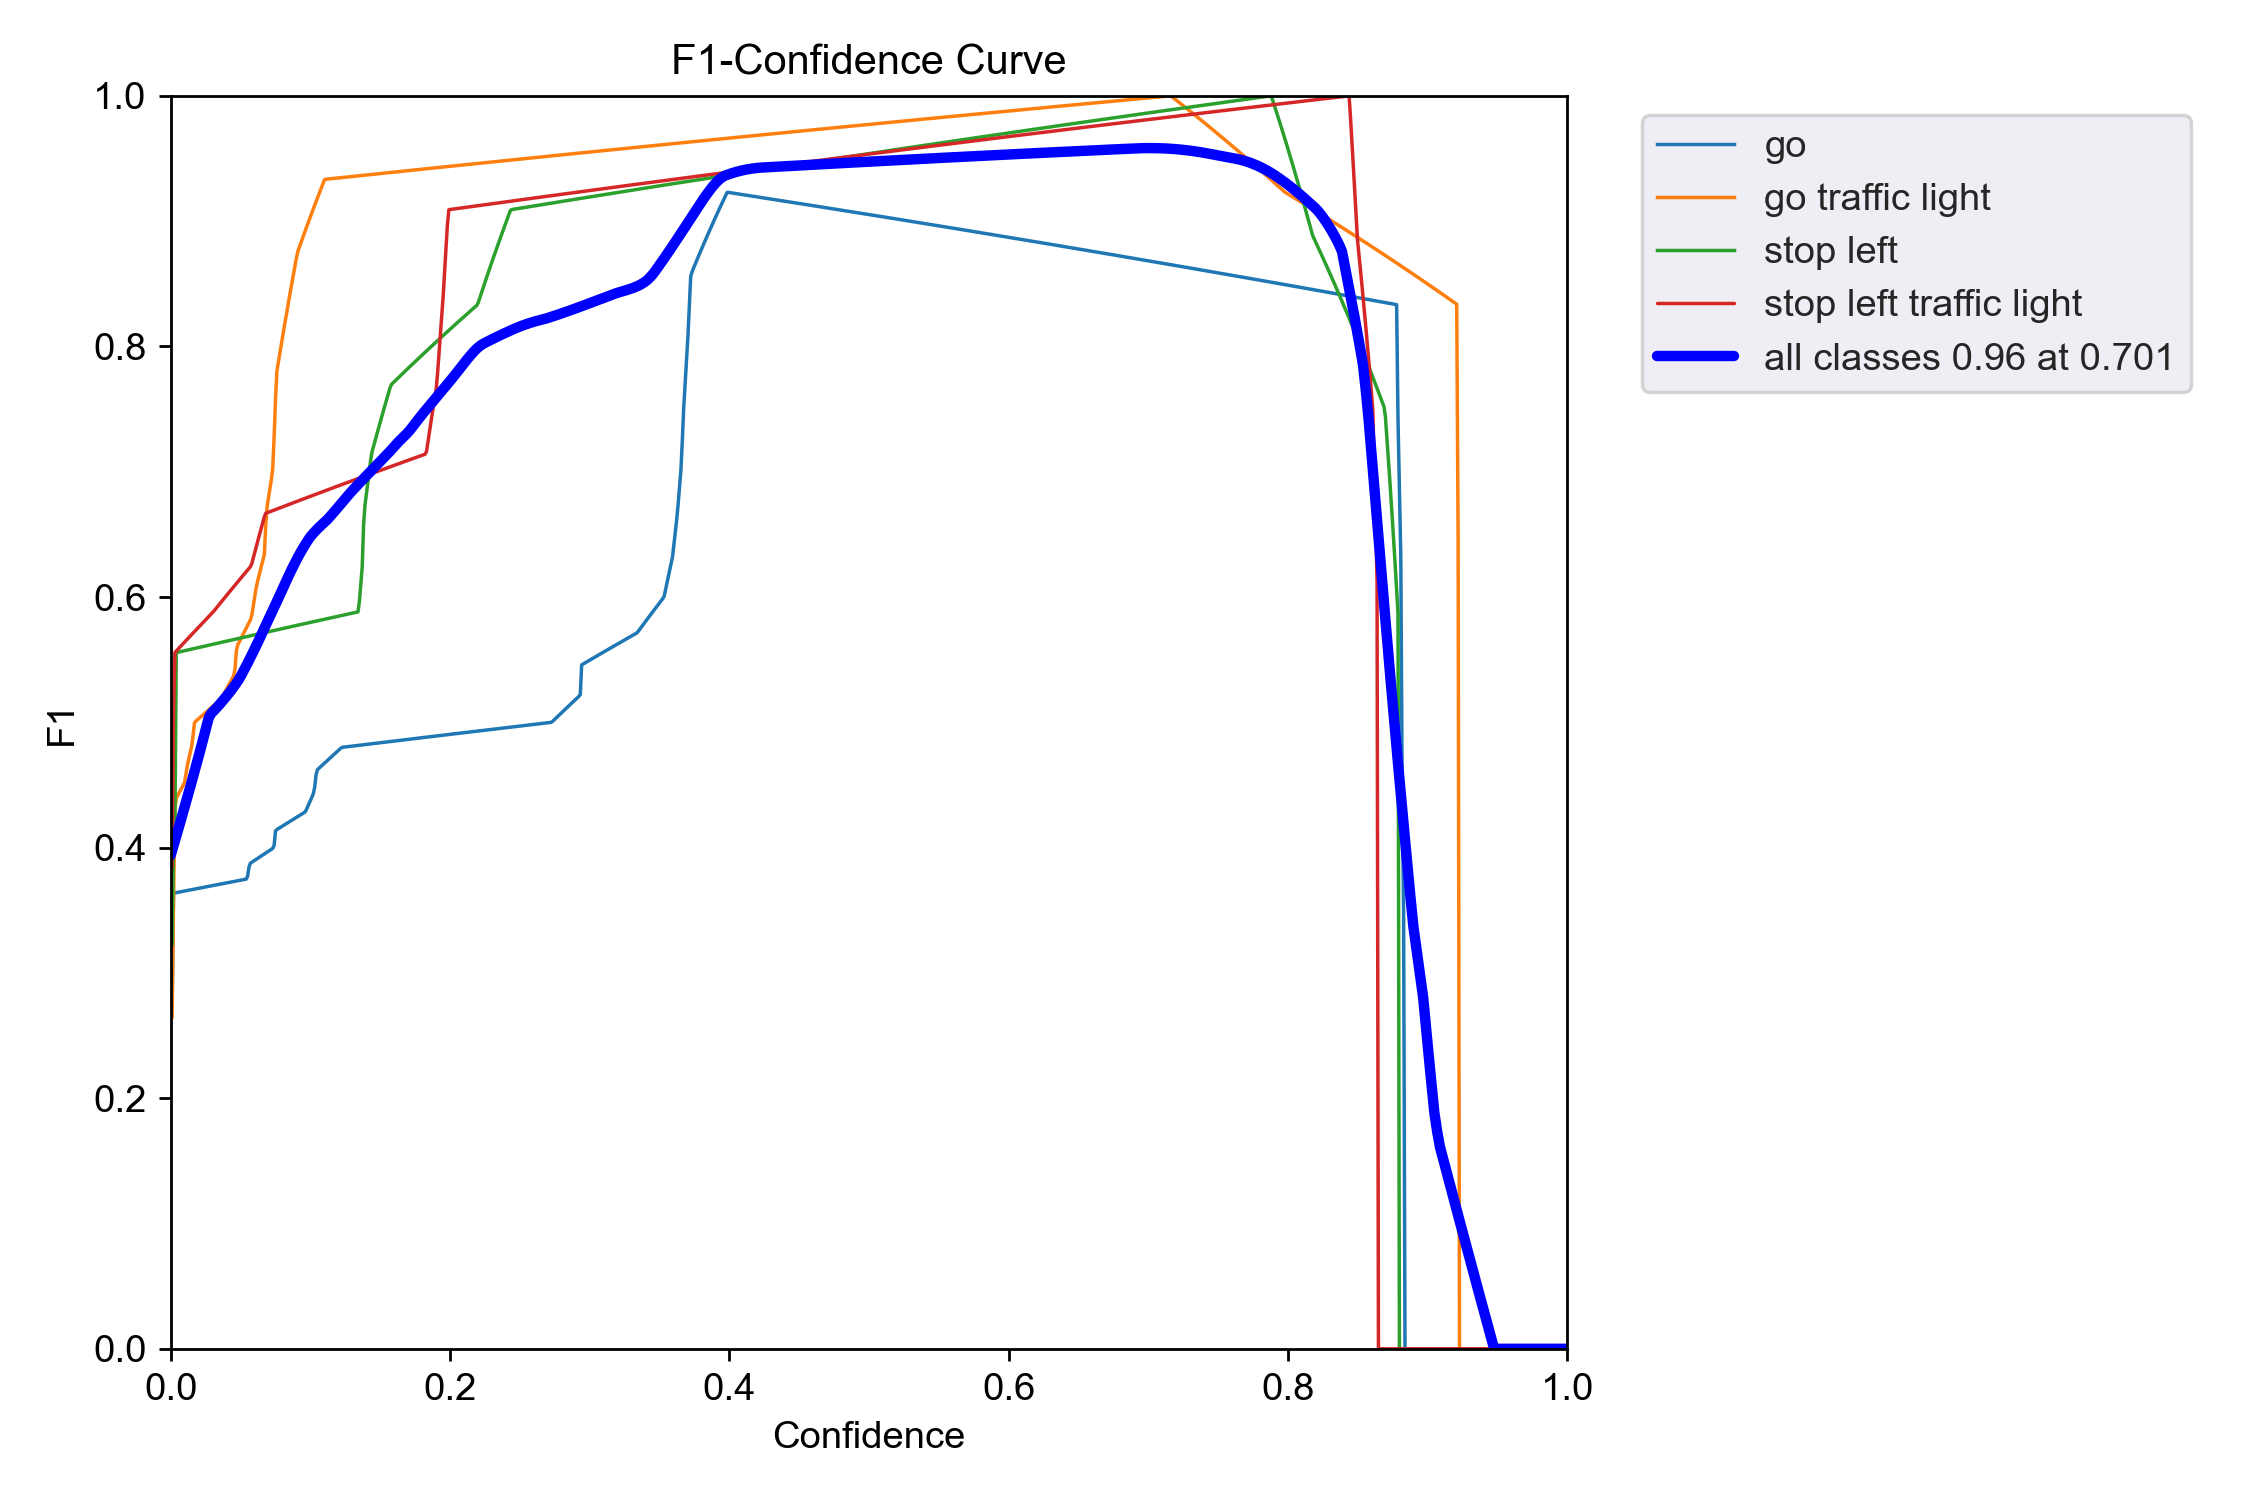 F1-Confidence Curve
1.0
0.8
0.6
0.4
0.2
0.0
F1
0.0 0.2 0.4 0.6 0.8 1.0
Confidence
go
go traffic light
stop left
stop left traffic light
all classes 0.96 at 0.701